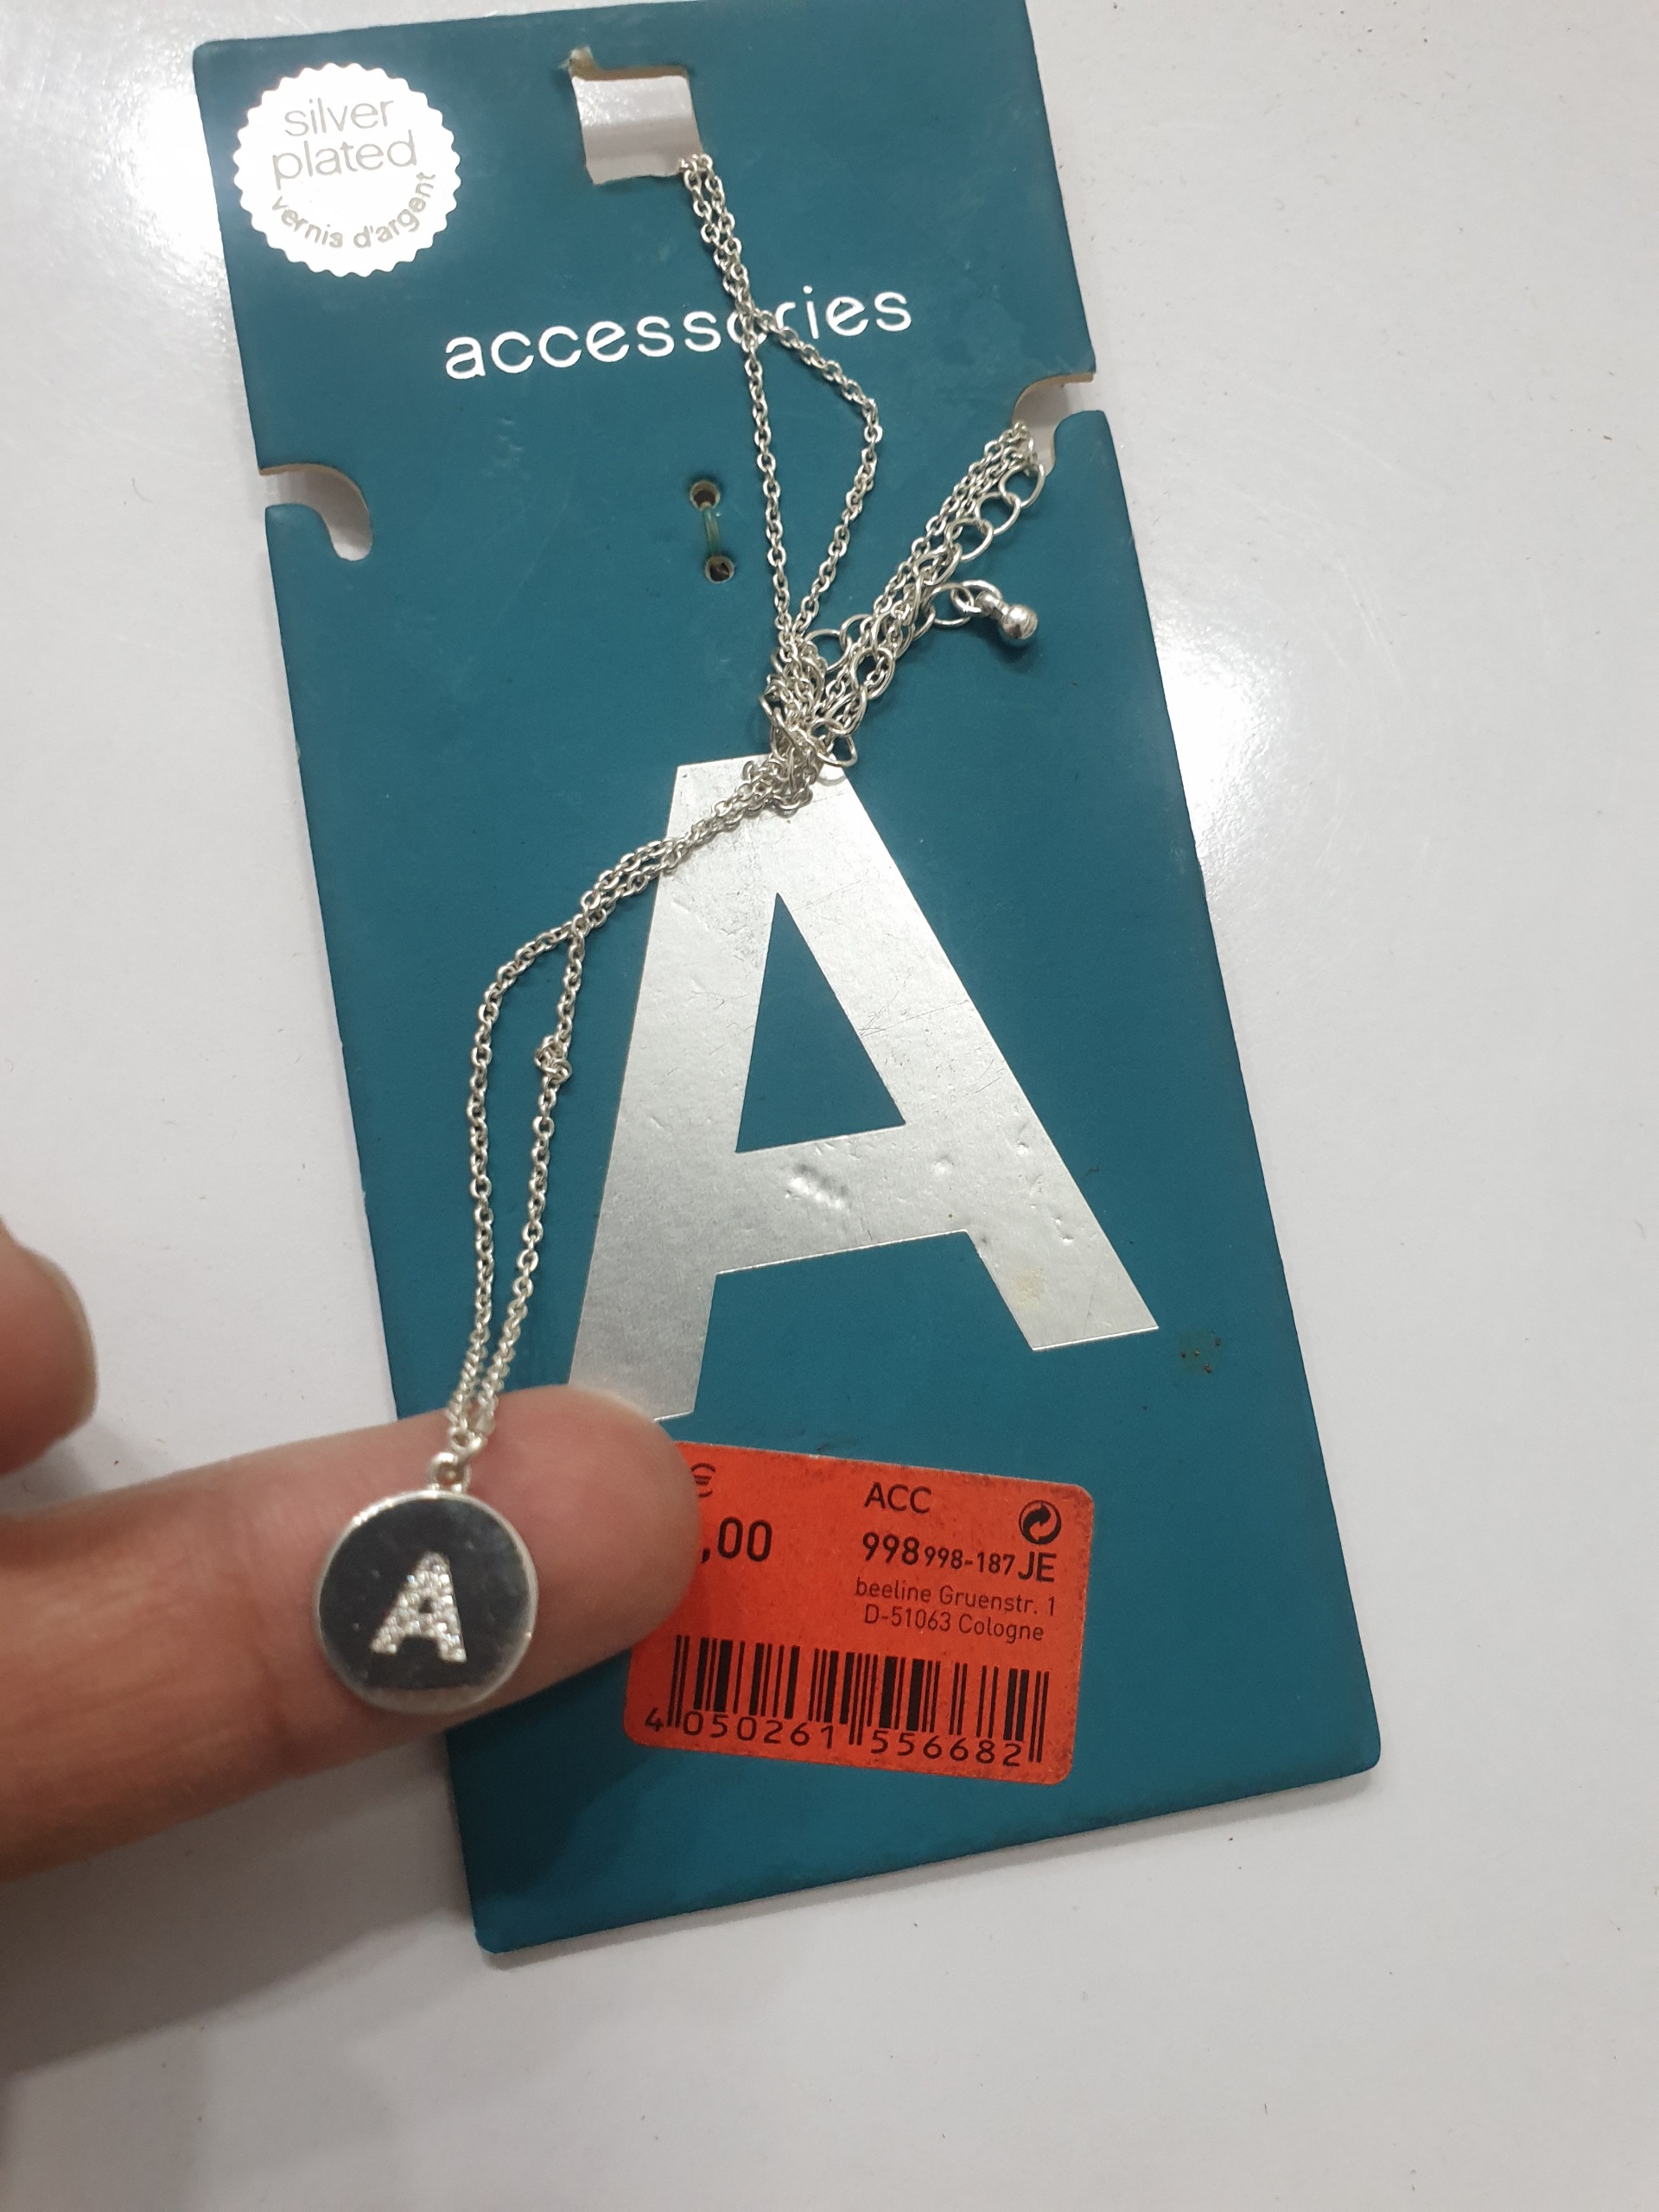 silver
plated
vernis d'argent
accessories
A
A
€
,00
ACC
998 998-187 JE
beeline Gruenstr. 1
D-51063 Cologne
4 050261 556682